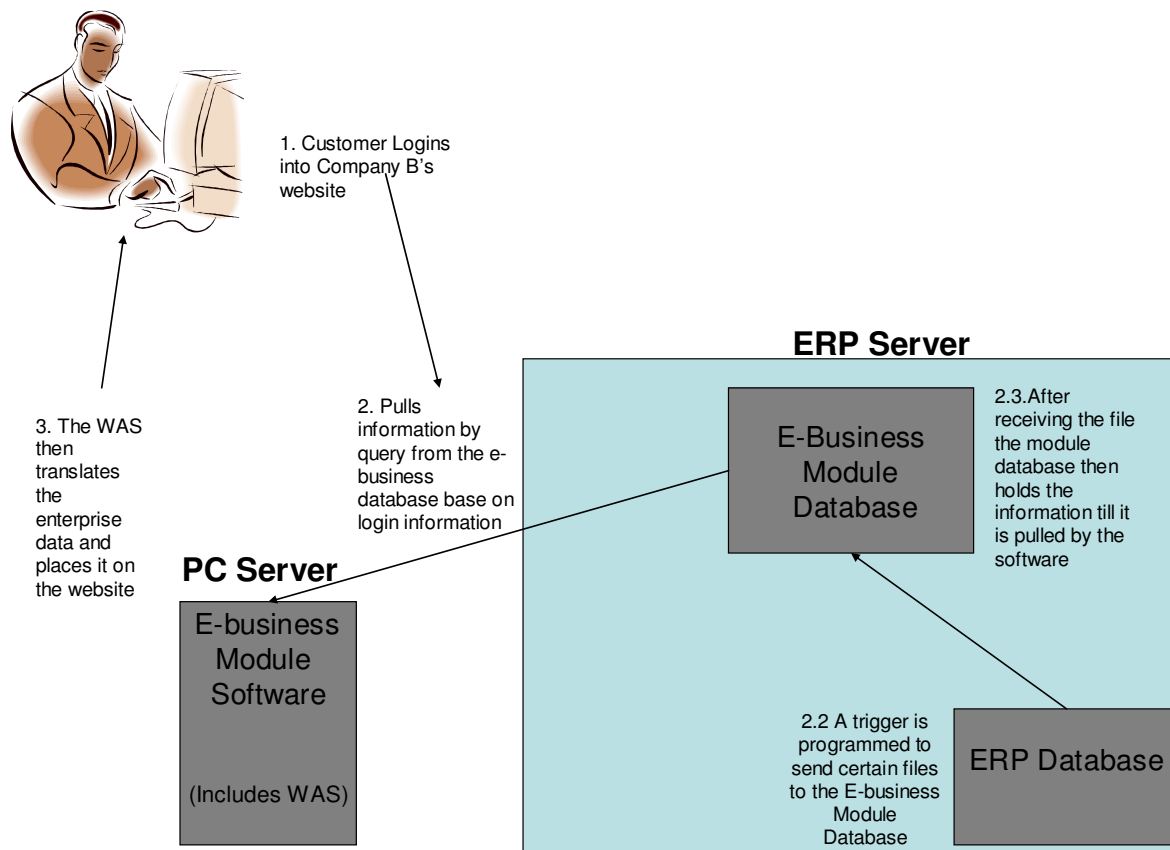 1. Customer Logins
into Company B's
website
ERP Server
3. The WAS
then
translates
the
enterprise
data and
places it on
the website
2. Pulls
information by
query from the e-
business
database base on
login information
E-Business
Module
Database
2.3.After
receiving the file
the module
database then
holds the
information till it
is pulled by the
software
PC Server
E-business
Module
Software
(Includes WAS)
2.2 A trigger is
programmed to
send certain files
to the E-business
Module
Database
ERP Database